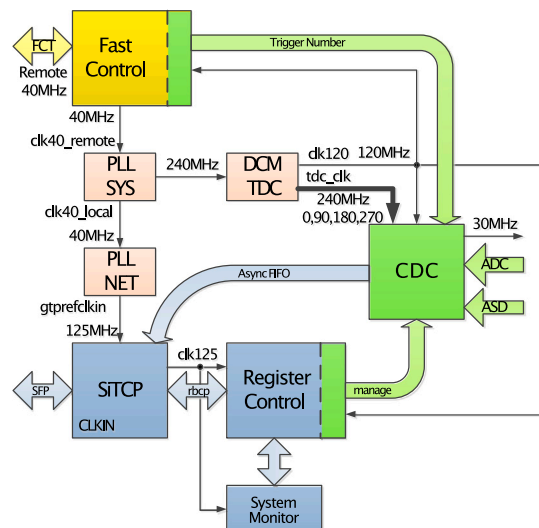 FCT
Remote
40MHz
Fast
Control
Trigger Number
40MHz
clk40_remote
PLL
SYS
240MHz
DCM
TDC
clk120
120MHz
tdc_clk
240MHz
0,90,180,270
clk40_local
40MHz
PLL
NET
gtprefclkin
125MHz
Async FIFO
CDC
30MHz
ADC
ASD
SFP
SiTCP
CLKIN
clk125
rbcp
Register
Control
manage
System
Monitor